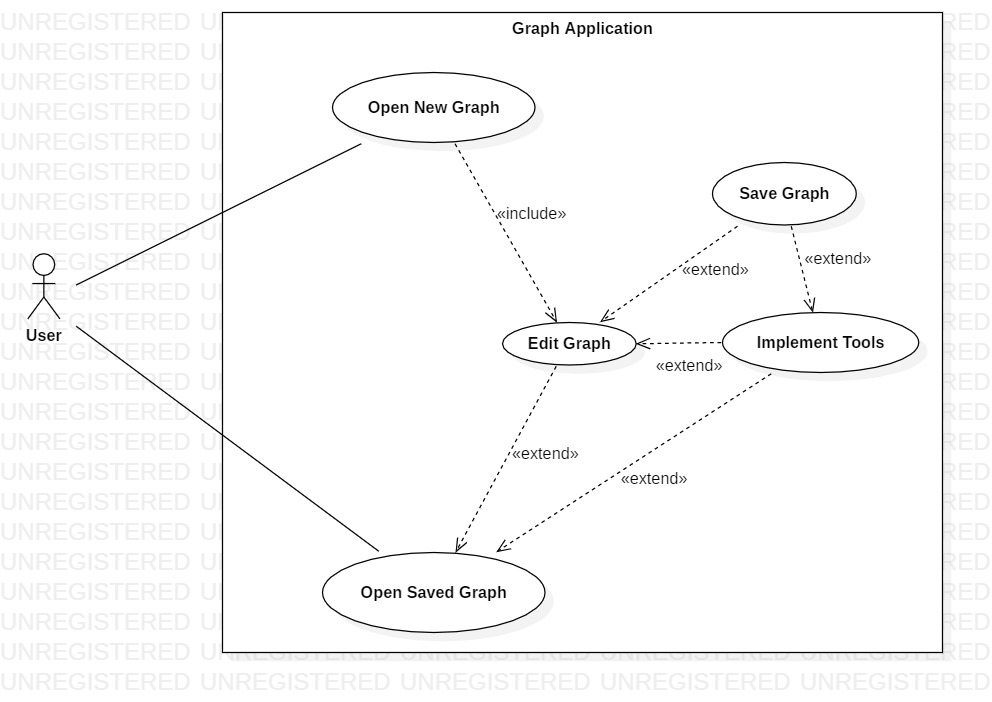 Graph Application
Open New Graph
Save Graph
«include»
«extend»
«extend»
User
Edit Graph
Implement Tools
«extend»
«extend»
«extend»
Open Saved Graph
UNREGISTERED UNREGISTERED UNREGISTERED UNREGISTERED UNREGISTERED